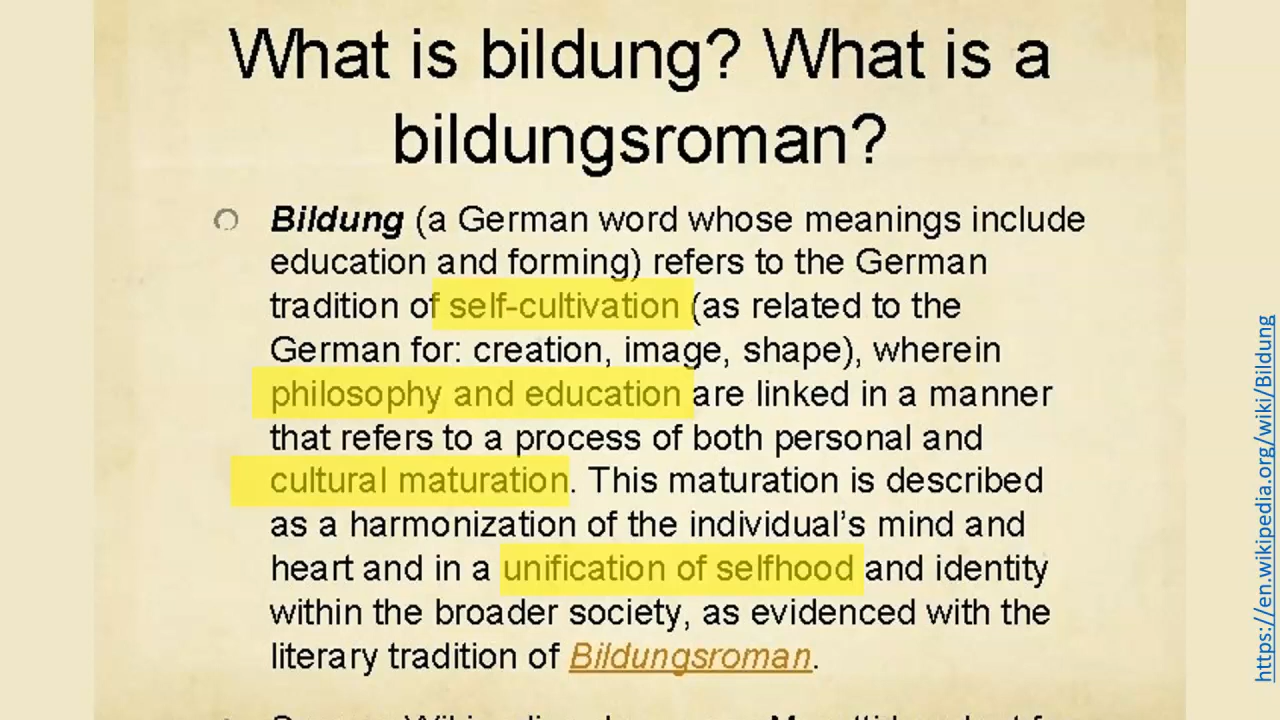 What is bildung? What is a
bildungsroman?
Bildung (a German word whose meanings include
education and forming) refers to the German
tradition of self-cultivation (as related to the
German for: creation, image, shape), wherein
philosophy and education are linked in a manner
that refers to a process of both personal and
cultural maturation. This maturation is described
as a harmonization of the individual’s mind and
heart and in a unification of selfhood and identity
within the broader society, as evidenced with the
literary tradition of Bildungsroman.
https://en.wikipedia.org/wiki/Bildung